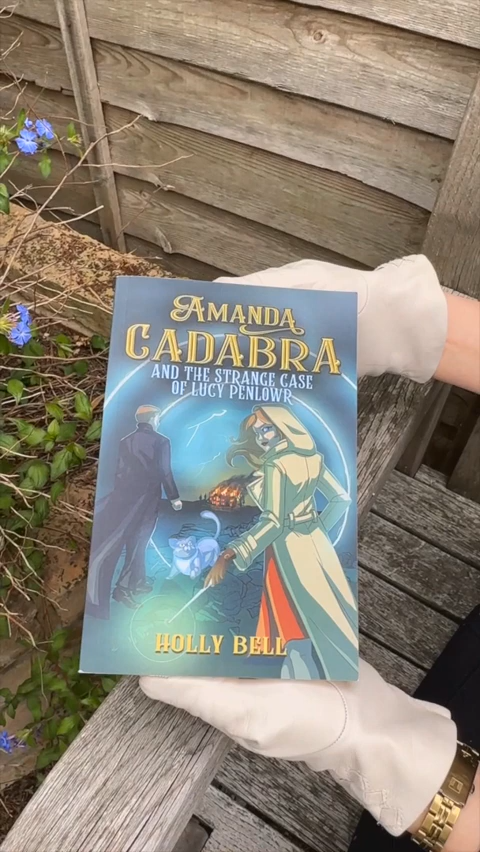 AMANDA
CADABRA
AND THE STRANGE CASE
OF LUCY PENLOWR
HOLLY BELL